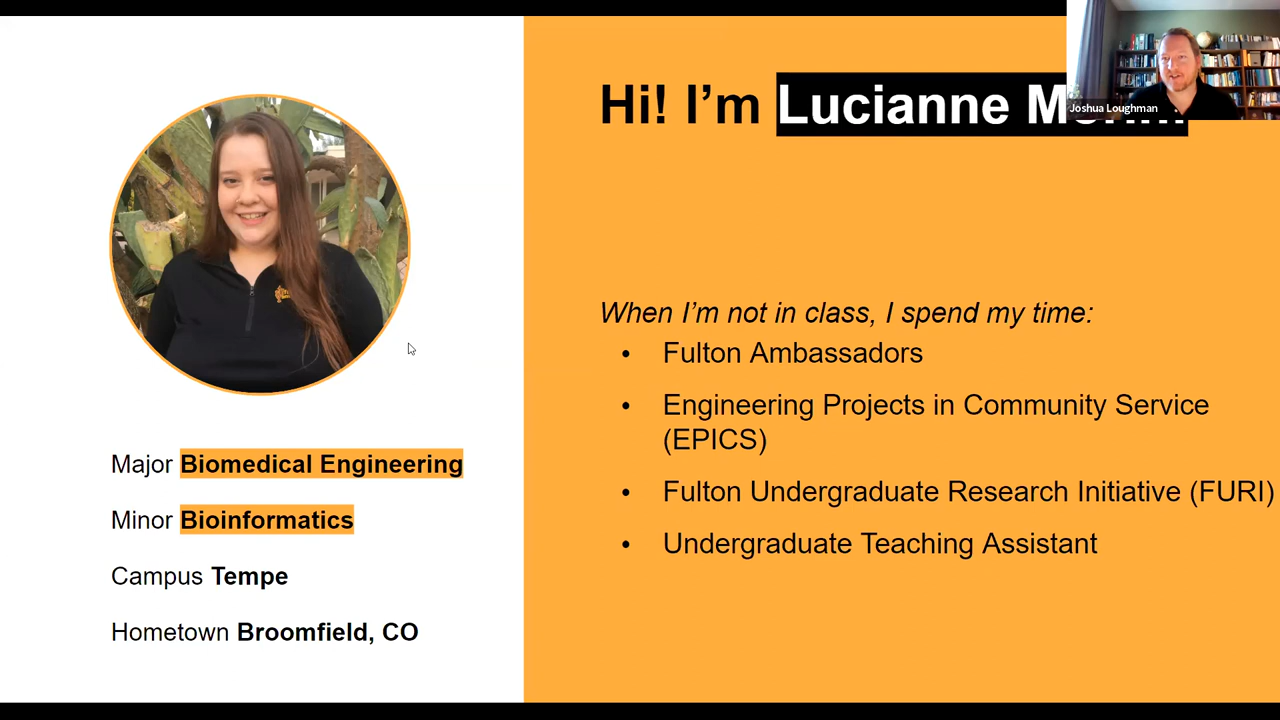 Hi! I’m Lucianne
Joshua Loughman
When I’m not in class, I spend my time:
• Fulton Ambassadors
• Engineering Projects in Community Service
(EPICS)
• Fulton Undergraduate Research Initiative (FURI)
• Undergraduate Teaching Assistant
Major Biomedical Engineering
Minor Bioinformatics
Campus Tempe
Hometown Broomfield, CO